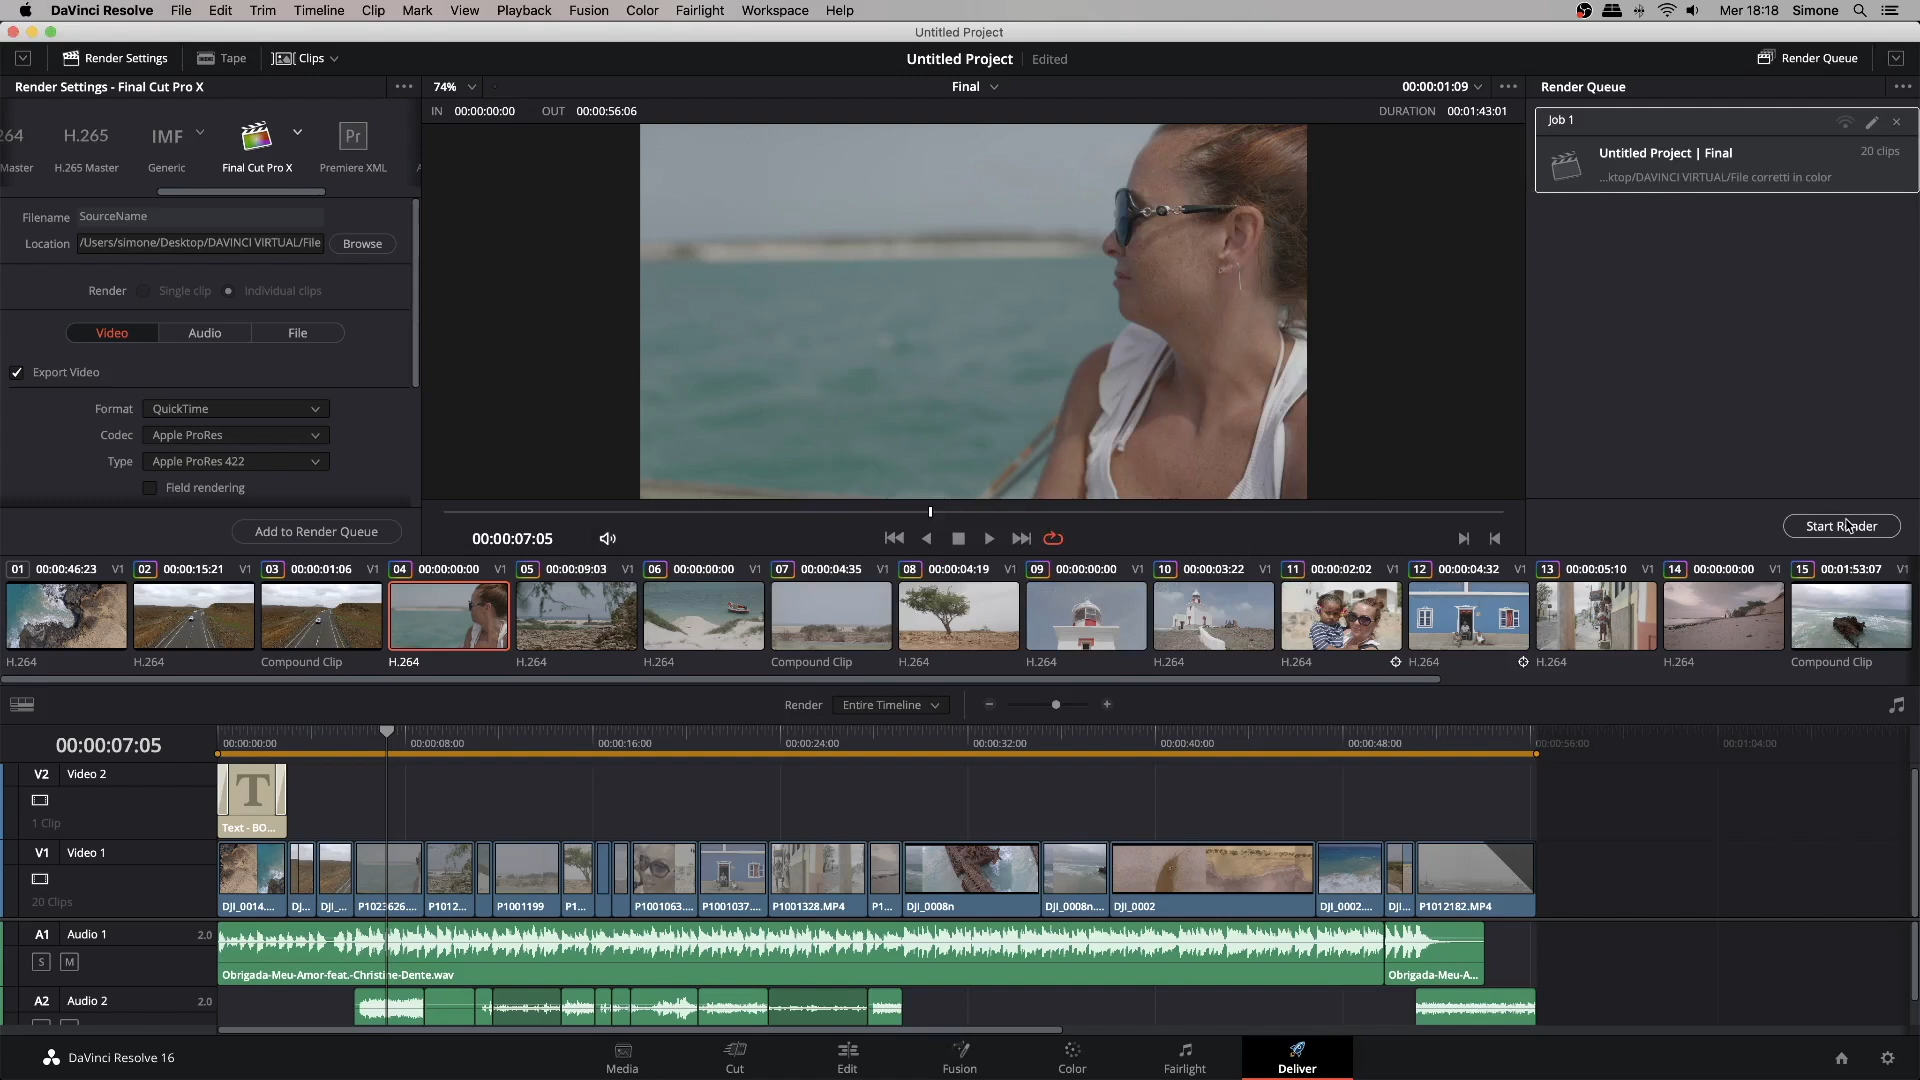 DaVinci Resolve File Edit Trim Timeline Clip Mark View Playback Fusion Color Fairlight Workspace Help Mer 18:18 Simone
Untitled Project
Render Settings Tape Clips Untitled Project Edited Render Queue
Render Settings - Final Cut Pro X 74% Final 00:00:01:09 Render Queue
IN 00:00:00:00 OUT 00:00:56:06 DURATION 00:01:43:01
Job 1
264 H.265 IMF Pr
Master H.265 Master Generic Final Cut Pro X Premiere XML
Untitled Project | Final 20 clips
...ktop/DAVINCI VIRTUAL/File corretti in color
Filename SourceName
Location /Users/simone/Desktop/DAVINCI VIRTUAL/File Browse
Render Single clip Individual clips
Video Audio File
Export Video
Format QuickTime
Codec Apple ProRes
Type Apple ProRes 422
Field rendering
Add to Render Queue
00:00:07:05
Start Render
01 00:00:46:23 V1 02 00:00:15:21 V1 03 00:00:01:06 V1 04 00:00:00:00 V1 05 00:00:09:03 V1 06 00:00:00:00 V1 07 00:00:04:35 V1 08 00:00:04:19 V1 09 00:00:00:00 V1 10 00:00:03:22 V1 11 00:00:02:02 V1 12 00:00:04:32 V1 13 00:00:05:10 V1 14 00:00:00:00 V1 15 00:01:53:07 V1
H.264 H.264 Compound Clip H.264 H.264 H.264 Compound Clip H.264 H.264 H.264 H.264 H.264 H.264 H.264 Compound Clip
Render Entire Timeline
00:00:07:05 00:00:00:00 00:00:08:00 00:00:16:00 00:00:24:00 00:00:32:00 00:00:40:00 00:00:48:00 00:00:56:00 00:01:04:00
V2 Video 2
T
1 Clip
Text - BO...
V1 Video 1
20 Clips
DJI_0014.... DJ... DJI_... P1023626.... P1012... P1001199 P1... P1001063.... P1001037.... P1001328.MP4 P1... DJI_0008n DJI_0008n.... DJI_0002 DJI_0002.... DJI... P1012182.MP4
A1 Audio 1 2.0
S M
Obrigada-Meu-Amor-feat.-Christine-Dente.wav Obrigada-Meu-A...
A2 Audio 2 2.0
DaVinci Resolve 16 Media Cut Edit Fusion Color Fairlight Deliver